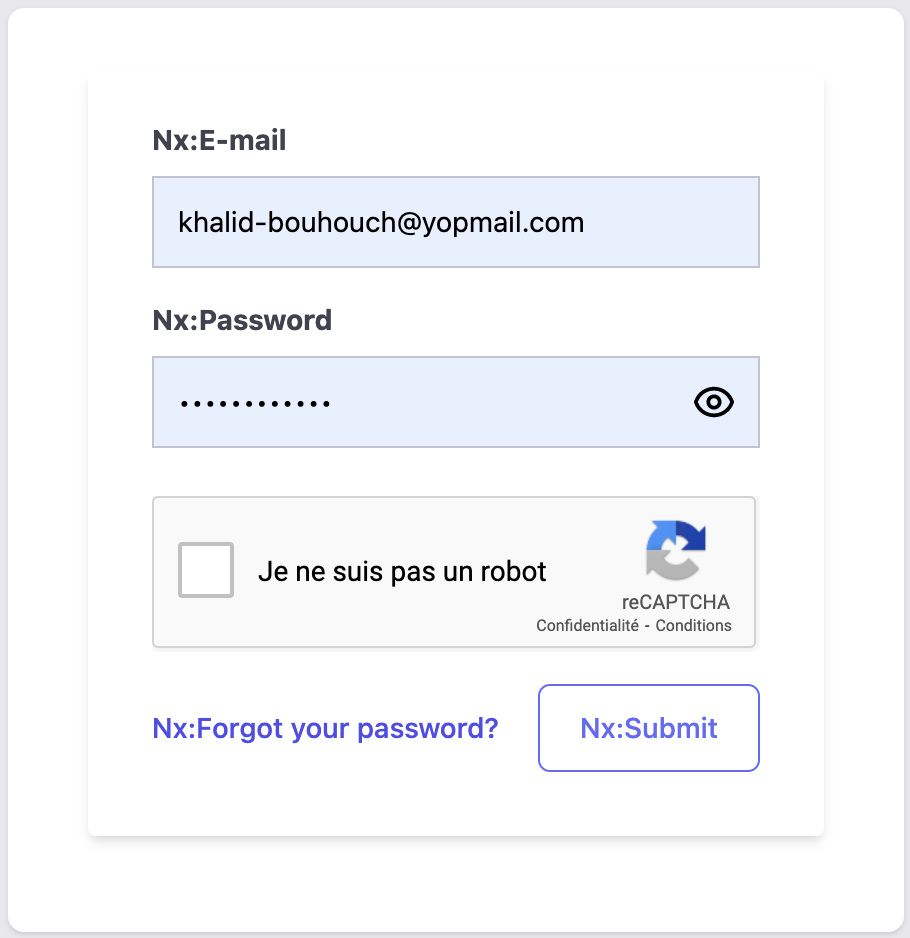 Nx:E-mail
khalid-bouhouch@yopmail.com
Nx:Password
••••••••••••
Je ne suis pas un robot
reCAPTCHA
Confidentialité - Conditions
Nx:Forgot your password?
Nx:Submit